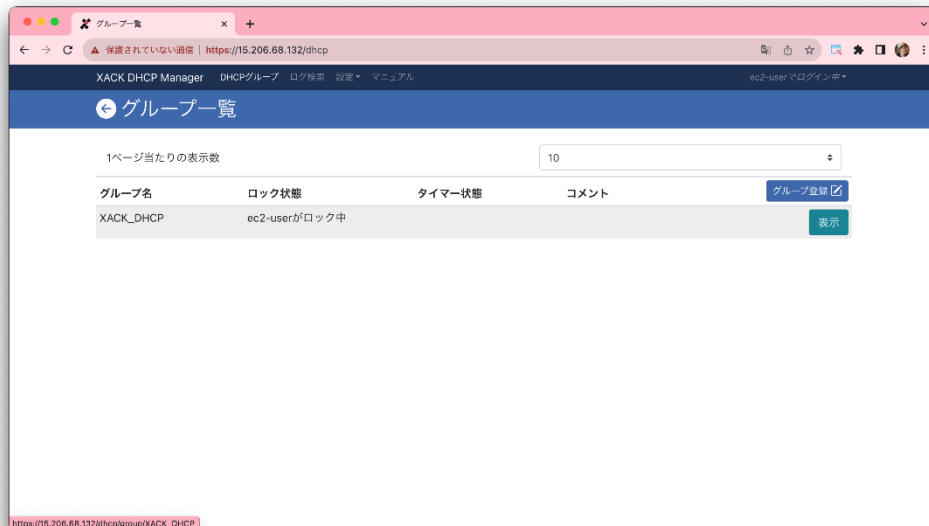 グループ一覧
保護されていない通信 | https://15.206.68.132/dhcp
XACK DHCP Manager DHCPグループ ログ検索 設定 マニュアル ec2-userでログイン中
グループ一覧
1ページ当たりの表示数 10
グループ名 ロック状態 タイマー状態 コメント グループ登録
XACK_DHCP ec2-userがロック中 表示
https://15.206.68.132/dhcp/group/XACK_DHCP